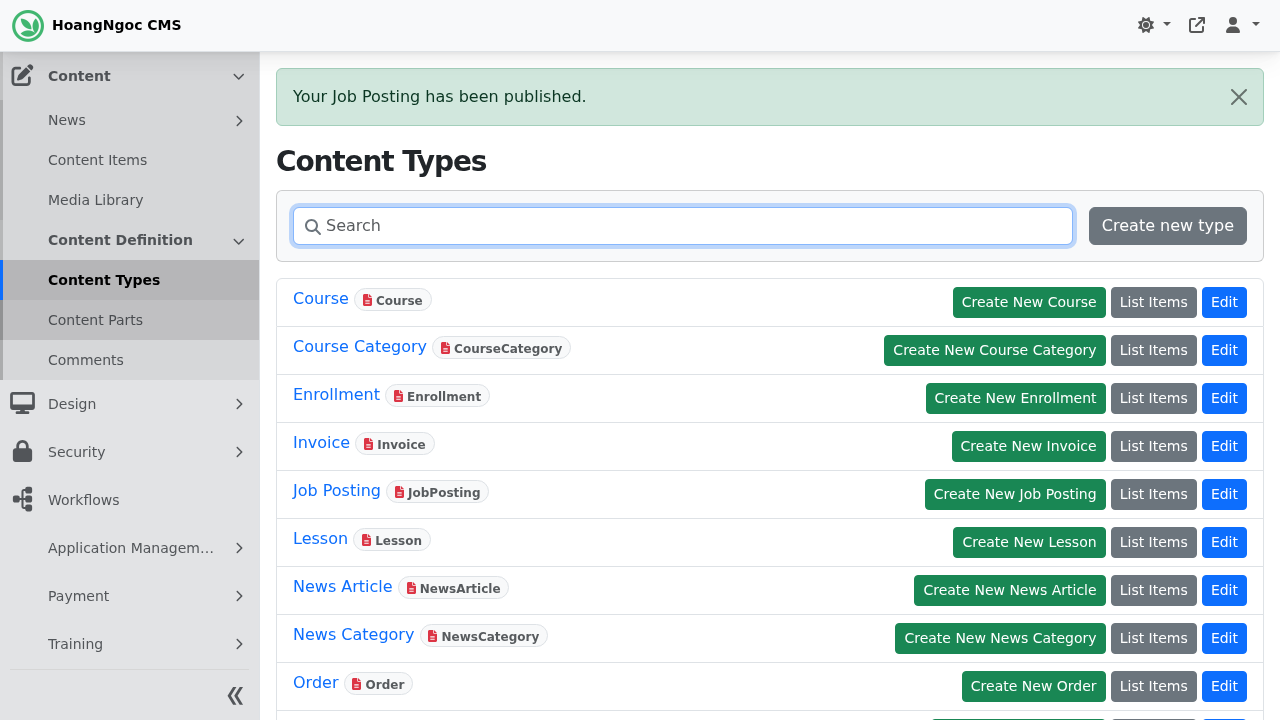 HoangNgoc CMS
Content
News
Content Items
Media Library
Content Definition
Content Types
Content Parts
Comments
Design
Security
Workflows
Application Managem...
Payment
Training
Your Job Posting has been published.
Content Types
Search
Create new type
Course Course Create New Course List Items Edit
Course Category CourseCategory Create New Course Category List Items Edit
Enrollment Enrollment Create New Enrollment List Items Edit
Invoice Invoice Create New Invoice List Items Edit
Job Posting JobPosting Create New Job Posting List Items Edit
Lesson Lesson Create New Lesson List Items Edit
News Article NewsArticle Create New News Article List Items Edit
News Category NewsCategory Create New News Category List Items Edit
Order Order Create New Order List Items Edit